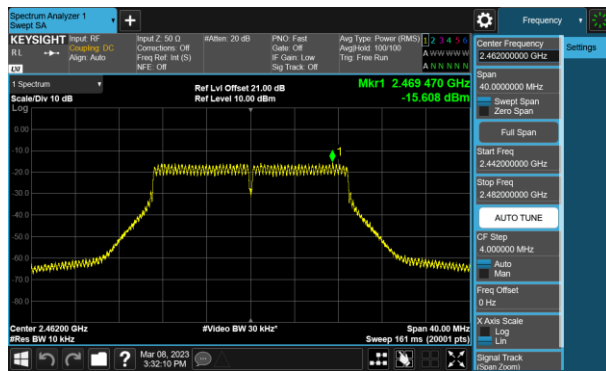 Spectrum Analyzer 1
Swept SA
+
Frequency
KEYSIGHT
RL
LXI
Input: RF
Coupling: DC
Align: Auto
Input Z: 50 Ω
Corrections: Off
Freq Ref: Int (S)
NFE: Off
#Atten: 20 dB
PNO: Fast
Gate: Off
IF Gain: Low
Sig Track: Off
Avg Type: Power (RMS)
Avg|Hold: 100/100
Trig: Free Run
1 2 3 4 5 6
A W W W W W
A N N N N N
1 Spectrum
Scale/Div 10 dB
Ref Lvl Offset 21.00 dB
Ref Level 10.00 dBm
Mkr1 2.469 470 GHz
-15.608 dBm
Log
1
0.00
-10.0
-20.0
-30.0
-40.0
-50.0
-60.0
-70.0
-80.0
Center 2.46200 GHz
#Res BW 10 kHz
#Video BW 30 kHz*
Span 40.00 MHz
Sweep 161 ms (20001 pts)
?
Mar 08, 2023
3:32:10 PM
Center Frequency
2.462000000 GHz
Settings
Span
40.0000000 MHz
Swept Span
Zero Span
Full Span
Start Freq
2.442000000 GHz
Stop Freq
2.482000000 GHz
AUTO TUNE
CF Step
4.000000 MHz
Auto
Man
Freq Offset
0 Hz
X Axis Scale
Log
Lin
Signal Track
(Span Zoom)